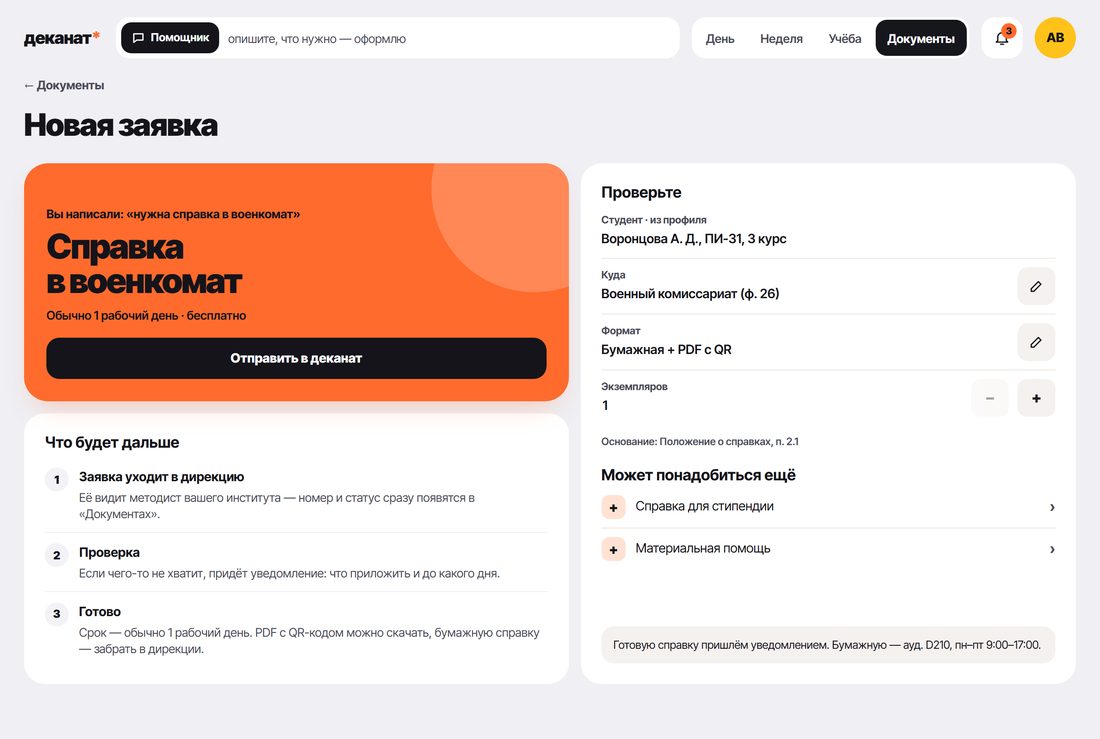 деканат*
Помощник
опишите, что нужно — оформлю
День
Неделя
Учёба
Документы
3
АВ
← Документы
Новая заявка
Вы написали: «нужна справка в военкомат»
Справка
в военкомат
Обычно 1 рабочий день · бесплатно
Отправить в деканат
Что будет дальше
1
Заявка уходит в дирекцию
Её видит методист вашего института — номер и статус сразу появятся в
«Документах».
2
Проверка
Если чего-то не хватит, придёт уведомление: что приложить и до какого дня.
3
Готово
Срок — обычно 1 рабочий день. PDF с QR-кодом можно скачать, бумажную справку
— забрать в дирекции.
Проверьте
Студент · из профиля
Воронцова А. Д., ПИ-31, 3 курс
Куда
Военный комиссариат (ф. 26)
Формат
Бумажная + PDF с QR
Экземпляров
1
− +
Основание: Положение о справках, п. 2.1
Может понадобиться ещё
+ Справка для стипендии ›
+ Материальная помощь ›
Готовую справку пришлём уведомлением. Бумажную — ауд. D210, пн–пт 9:00–17:00.